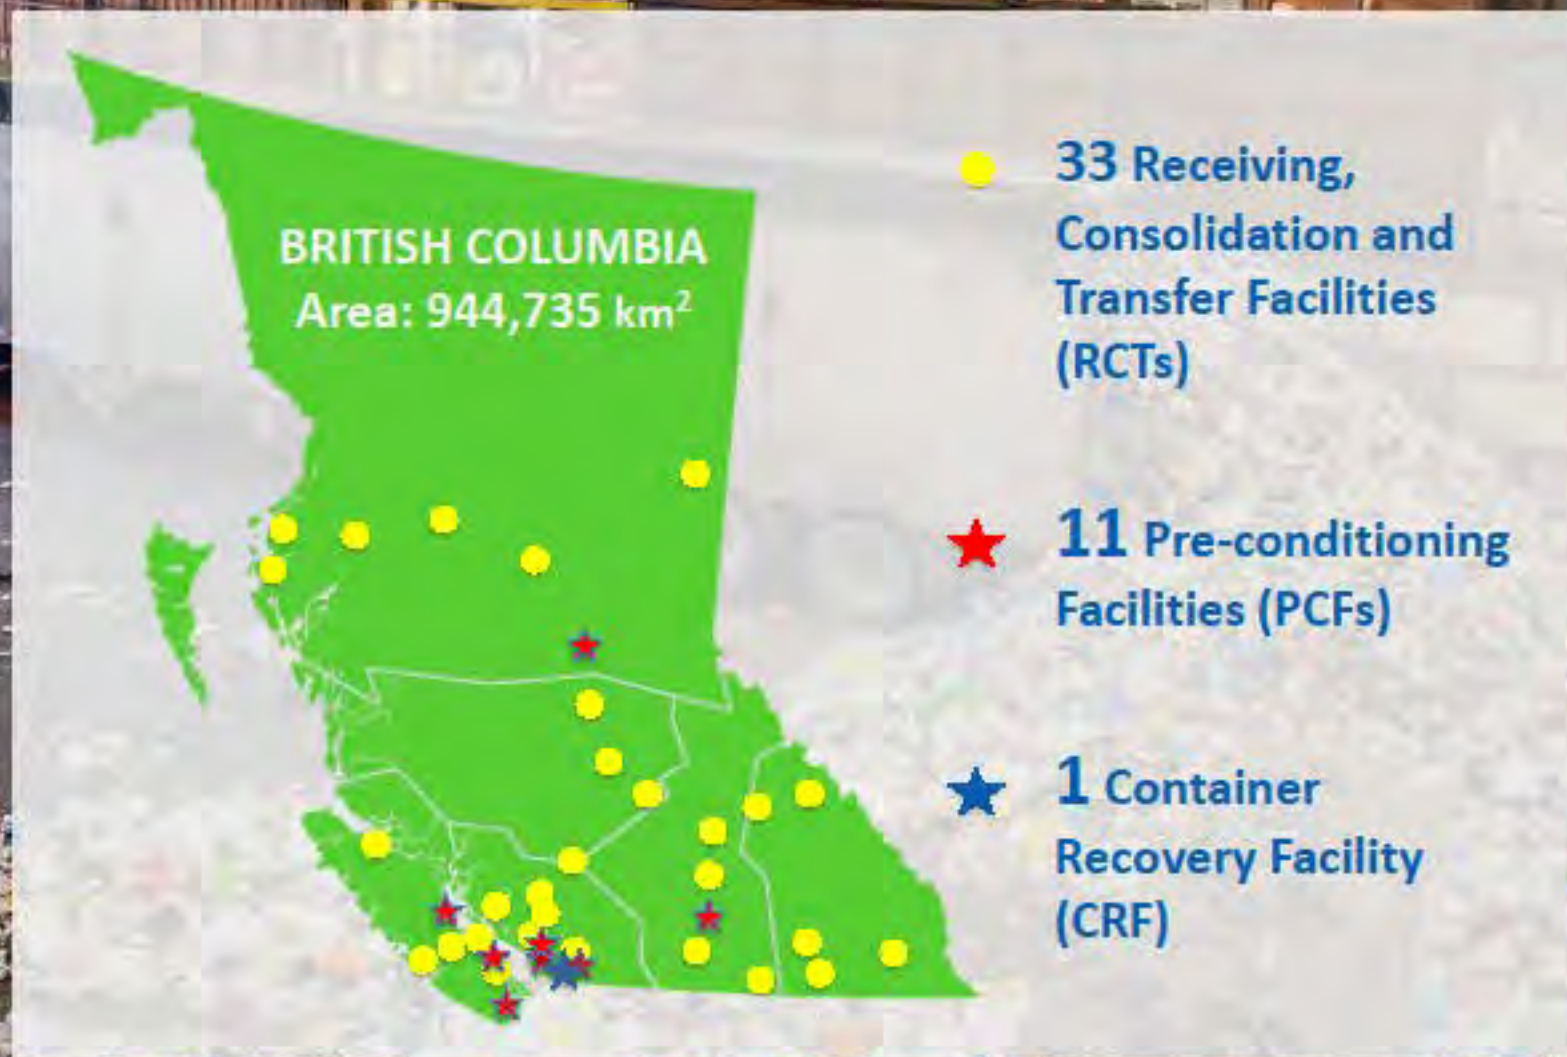 BRITISH COLUMBIA
Area: 944,735 km²
33 Receiving,
Consolidation and
Transfer Facilities
(RCTs)
11 Pre-conditioning
Facilities (PCFs)
1 Container
Recovery Facility
(CRF)